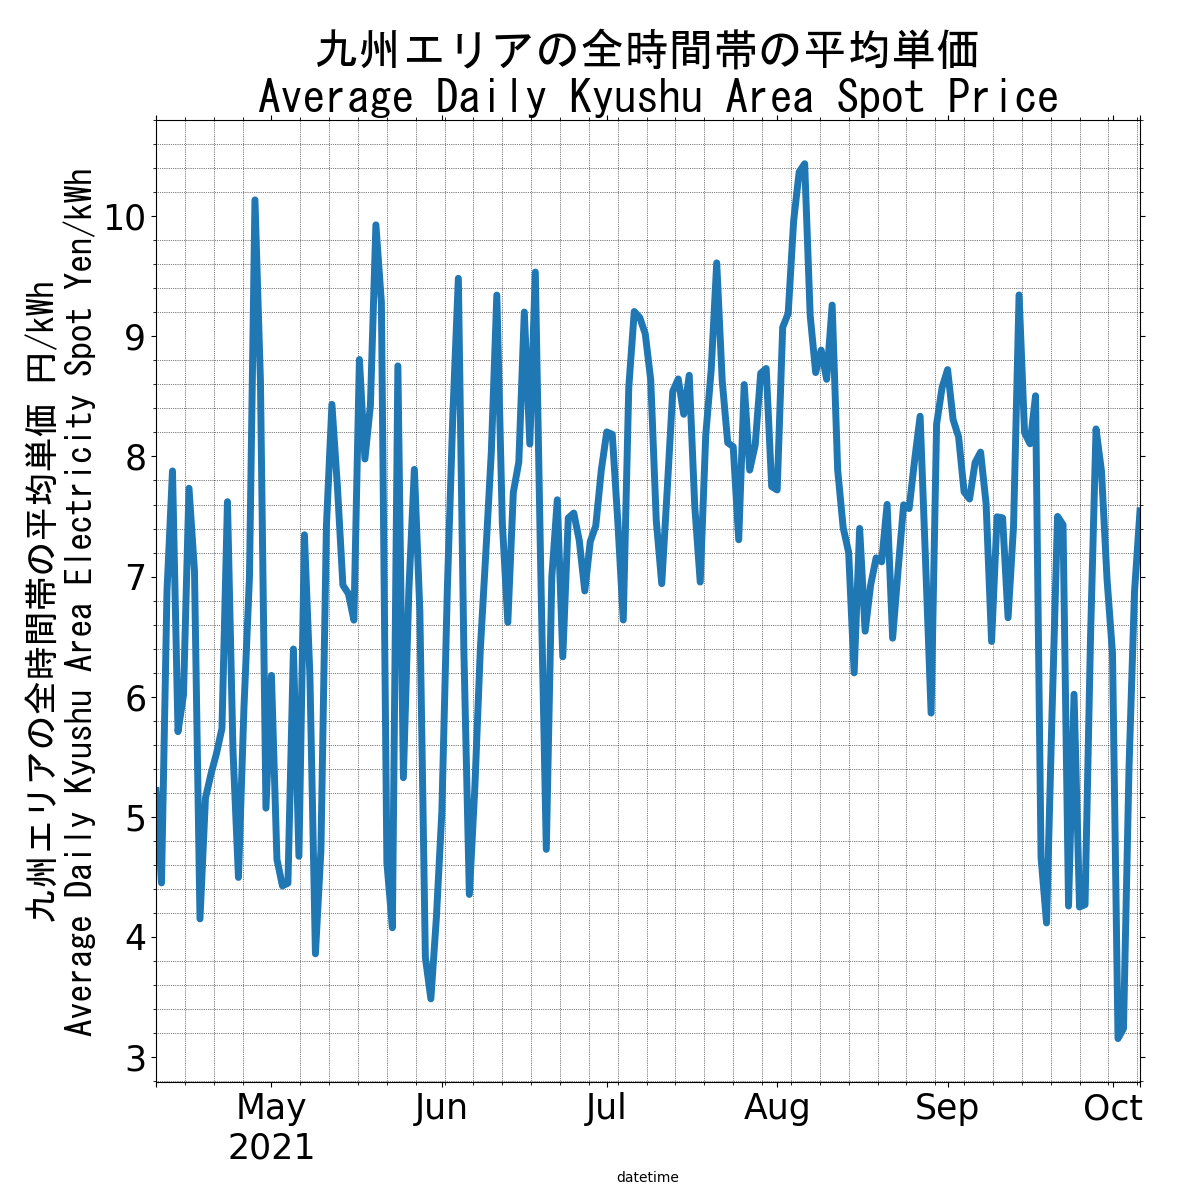 九州エリアの全時間帯の平均単価
Average Daily Kyushu Area Spot Price
九州エリアの全時間帯の平均単価 円/kWh
Average Daily Kyushu Area Electricity Spot Yen/kWh
10
9
8
7
6
5
4
3
May
2021
Jun
Jul
Aug
Sep
Oct
datetime